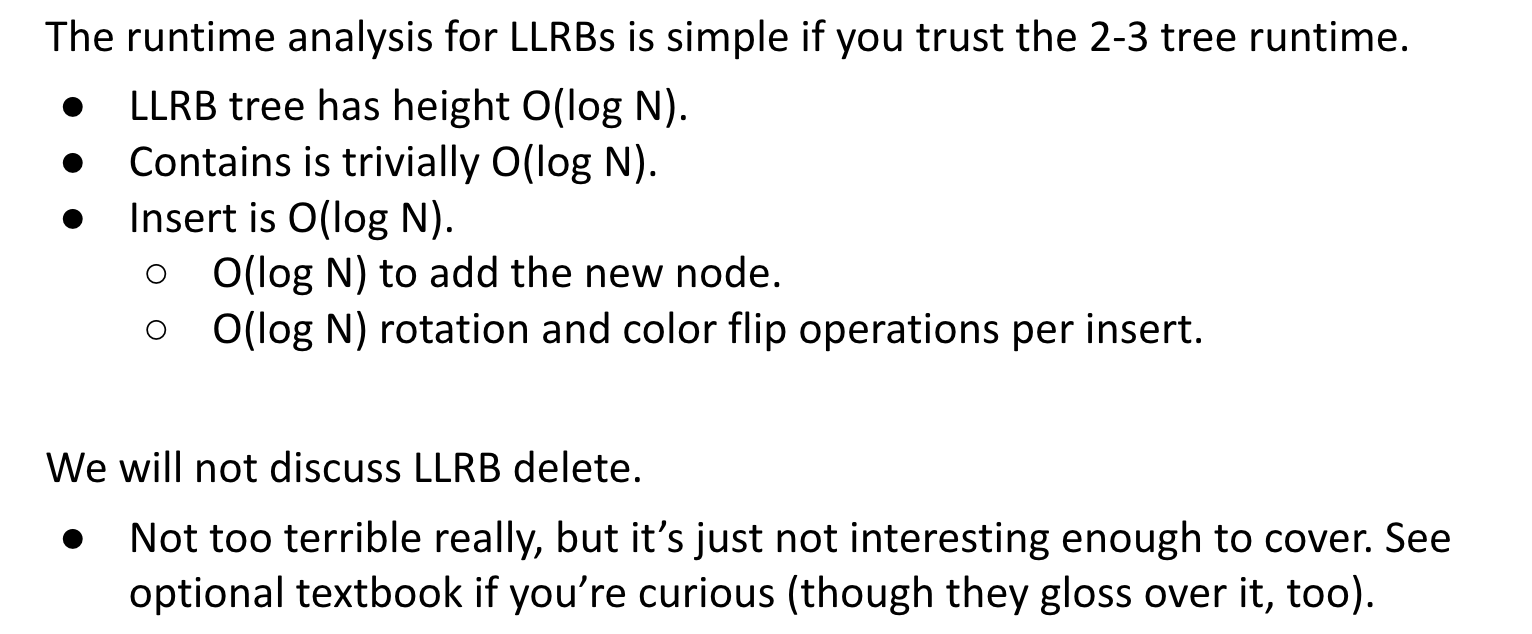 The runtime analysis for LLRBs is simple if you trust the 2-3 tree runtime.
● LLRB tree has height O(log N).
● Contains is trivially O(log N).
● Insert is O(log N).
○ O(log N) to add the new node.
○ O(log N) rotation and color flip operations per insert.
We will not discuss LLRB delete.
● Not too terrible really, but it’s just not interesting enough to cover. See
optional textbook if you’re curious (though they gloss over it, too).